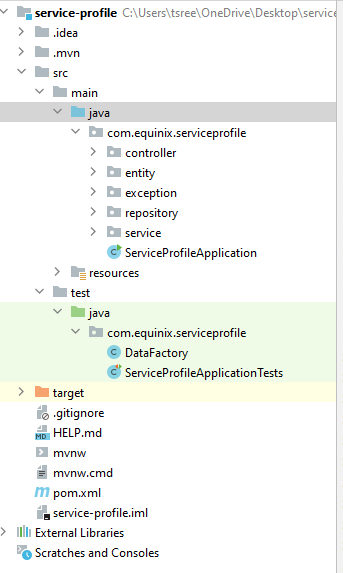 service-profile C:\Users\tsree\OneDrive\Desktop\service
.idea
.mvn
src
main
java
com.equinix.serviceprofile
controller
entity
exception
repository
service
ServiceProfileApplication
resources
test
java
com.equinix.serviceprofile
DataFactory
ServiceProfileApplicationTests
target
.gitignore
HELP.md
mvnw
mvnw.cmd
pom.xml
service-profile.iml
External Libraries
Scratches and Consoles